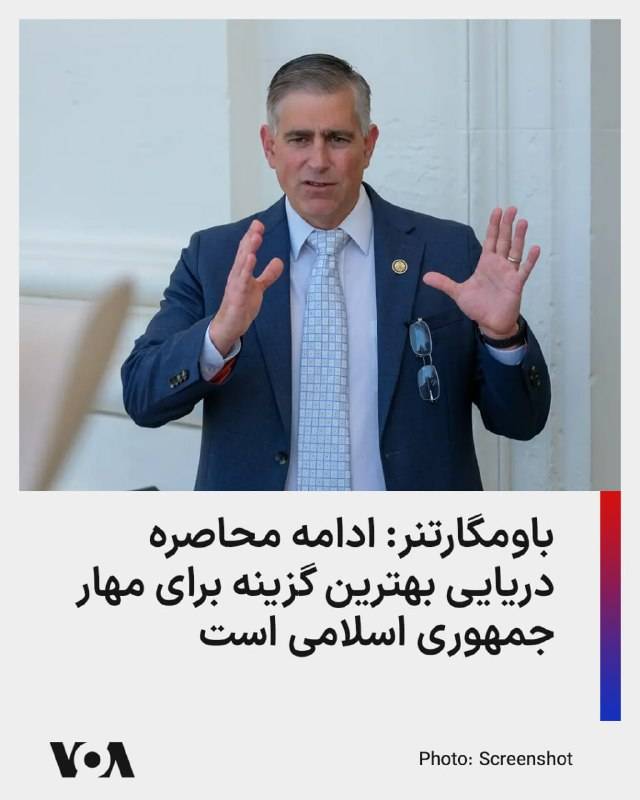 باومگارتنر: ادامه محاصره
دریایی بهترین گزینه برای مهار
جمهوری اسلامی است
VOA
Photo: Screenshot